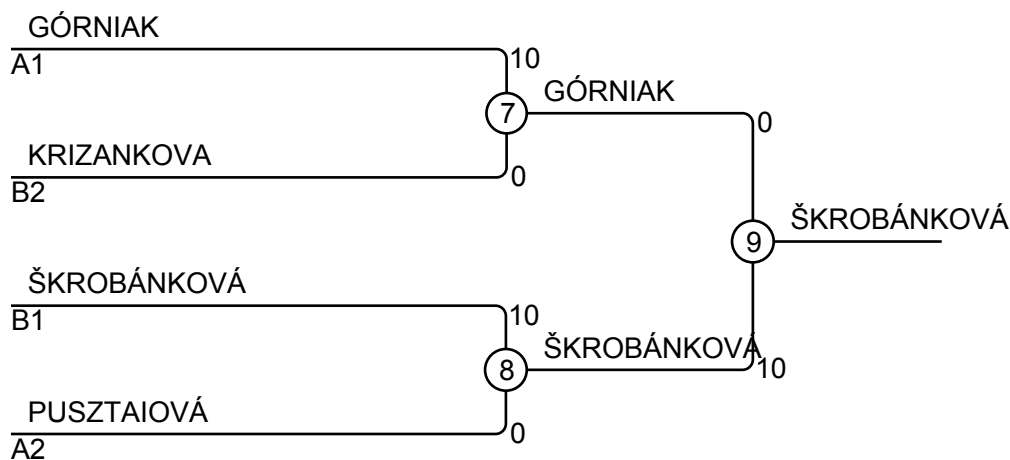 GÓRNIAK
A1
10
7
GÓRNIAK
0
KRIZANKOVA
B2
0
9
ŠKROBÁNKOVÁ
ŠKROBÁNKOVÁ
B1
10
8
ŠKROBÁNKOVÁ
10
PUSZTAIOVÁ
A2
0